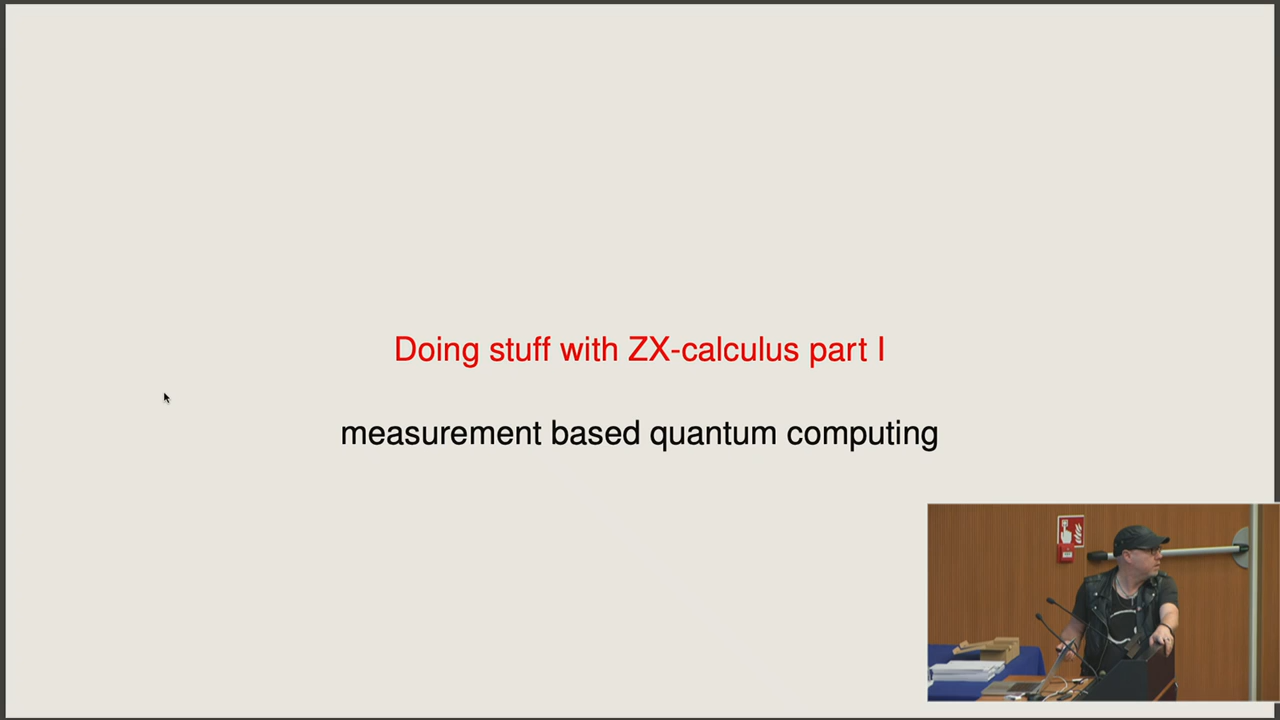 Doing stuff with ZX-calculus part I
measurement based quantum computing